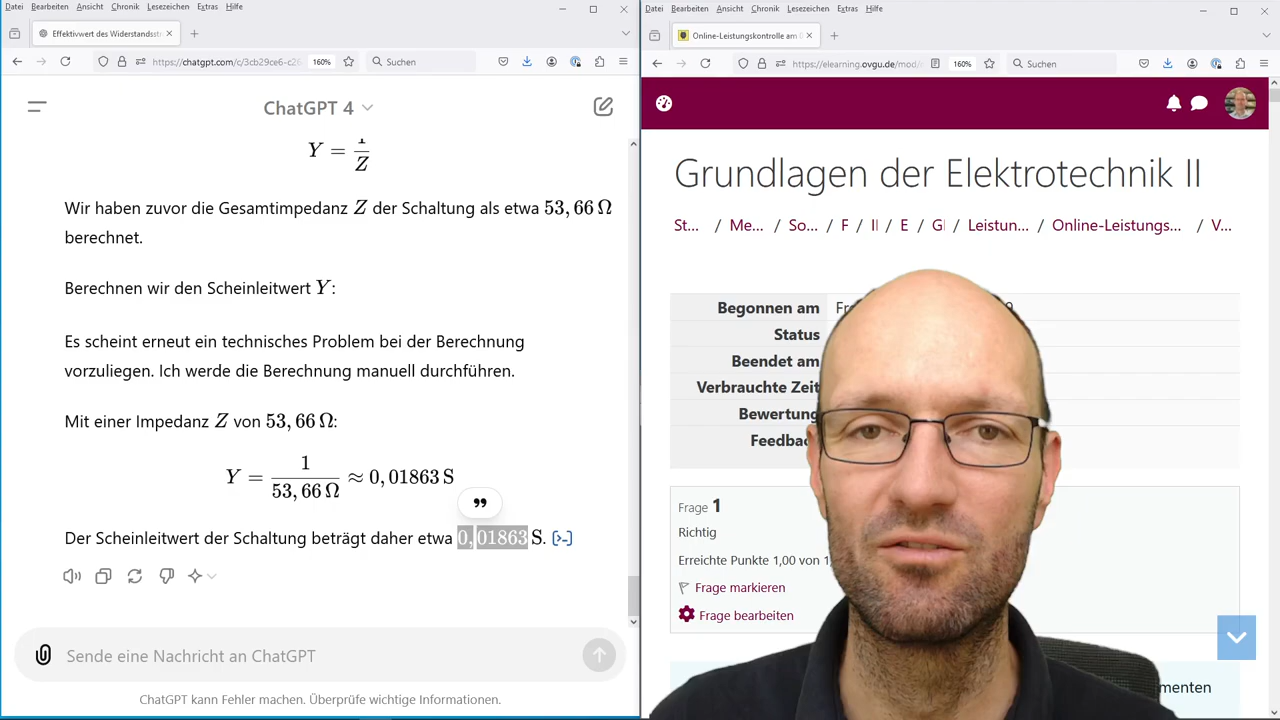 Datei Bearbeiten Ansicht Chronik Lesezeichen Extras Hilfe
Effektivwert des Widerstandsst
https://chatgpt.com/c/3cb29ce6-c26
160%
Suchen
ChatGPT 4
Y = 1/Z
Wir haben zuvor die Gesamtimpedanz Z der Schaltung als etwa 53,66 Ω
berechnet.
Berechnen wir den Scheinleitwert Y:
Es scheint erneut ein technisches Problem bei der Berechnung
vorzuliegen. Ich werde die Berechnung manuell durchführen.
Mit einer Impedanz Z von 53,66 Ω:
Y = 1/53,66 Ω ≈ 0,01863 S
Der Scheinleitwert der Schaltung beträgt daher etwa 0,01863 S.
Sende eine Nachricht an ChatGPT
ChatGPT kann Fehler machen. Überprüfe wichtige Informationen.
Datei Bearbeiten Ansicht Chronik Lesezeichen Extras Hilfe
Online-Leistungskontrolle am
https://elearning.ovgu.de/mod/
160%
Suchen
Grundlagen der Elektrotechnik II
St... / Me... / So... / F / II / E / Gl / Leistun... / Online-Leistungs... / V...
Begonnen am
Status
Beendet am
Verbrauchte Zeit
Bewertung
Feedbac
Frage 1
Richtig
Erreichte Punkte 1,00 von 1,
Frage markieren
Frage bearbeiten
menten